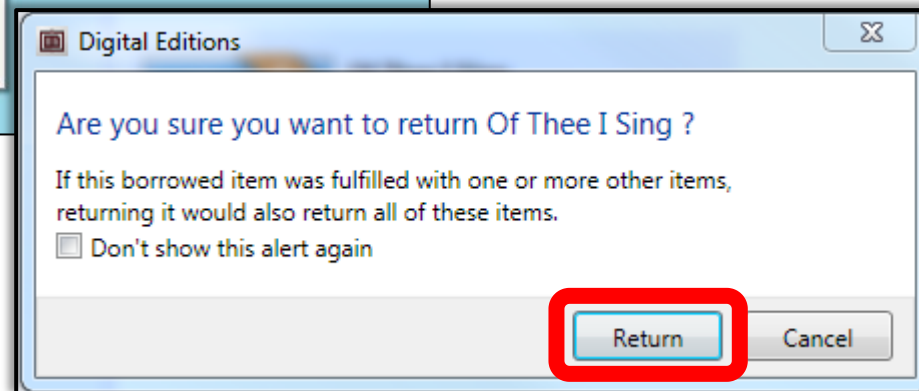 Digital Editions
Are you sure you want to return Of Thee I Sing ?
If this borrowed item was fulfilled with one or more other items,
returning it would also return all of these items.
Don't show this alert again
Return Cancel